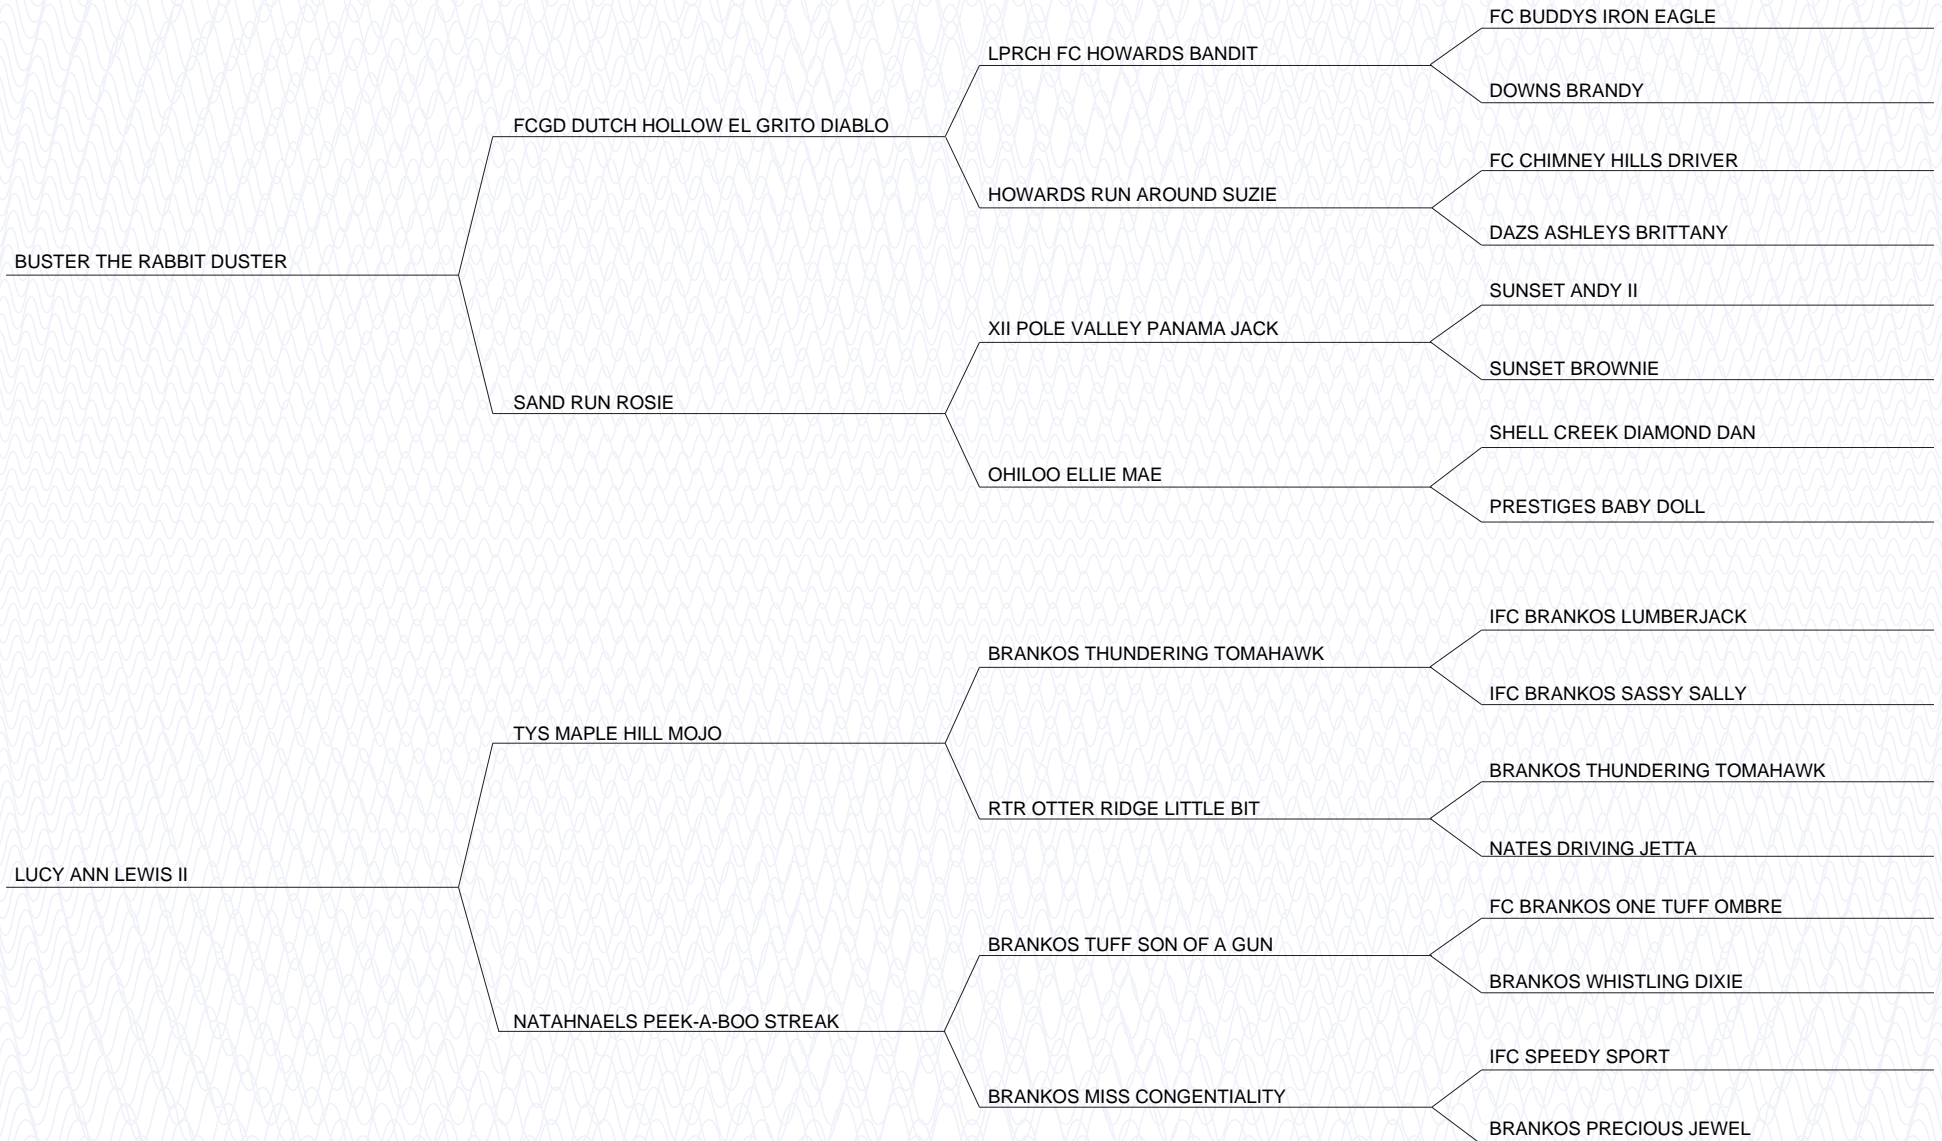 FC BUDDYS IRON EAGLE
LPRCH FC HOWARDS BANDIT
DOWNS BRANDY
FCGD DUTCH HOLLOW EL GRITO DIABLO
FC CHIMNEY HILLS DRIVER
HOWARDS RUN AROUND SUZIE
DAZS ASHLEYS BRITTANY
BUSTER THE RABBIT DUSTER
SUNSET ANDY II
XII POLE VALLEY PANAMA JACK
SUNSET BROWNIE
SAND RUN ROSIE
SHELL CREEK DIAMOND DAN
OHILOO ELLIE MAE
PRESTIGES BABY DOLL
IFC BRANKOS LUMBERJACK
BRANKOS THUNDERING TOMAHAWK
IFC BRANKOS SASSY SALLY
TYS MAPLE HILL MOJO
BRANKOS THUNDERING TOMAHAWK
RTR OTTER RIDGE LITTLE BIT
NATES DRIVING JETTA
LUCY ANN LEWIS II
FC BRANKOS ONE TUFF OMBRE
BRANKOS TUFF SON OF A GUN
BRANKOS WHISTLING DIXIE
NATAHNAELS PEEK-A-BOO STREAK
IFC SPEEDY SPORT
BRANKOS MISS CONGENTIALITY
BRANKOS PRECIOUS JEWEL